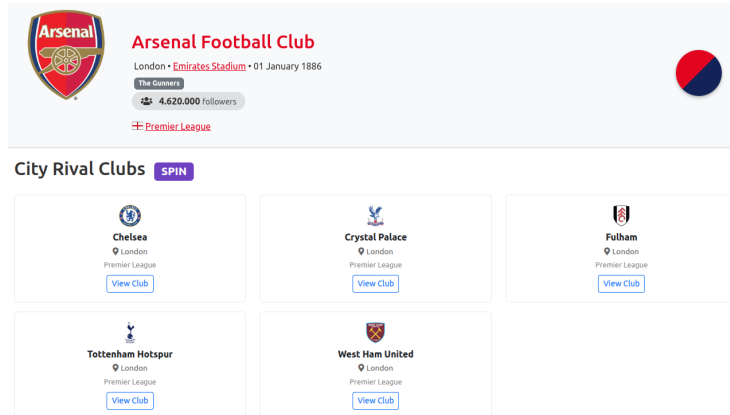 Arsenal
Arsenal Football Club
London • Emirates Stadium • 01 January 1886
The Gunners
4.620.000 followers
Premier League
City Rival Clubs SPIN
Chelsea
London
Premier League
View Club
Crystal Palace
London
Premier League
View Club
Fulham
London
Premier League
View Club
Tottenham Hotspur
London
Premier League
View Club
West Ham United
London
Premier League
View Club